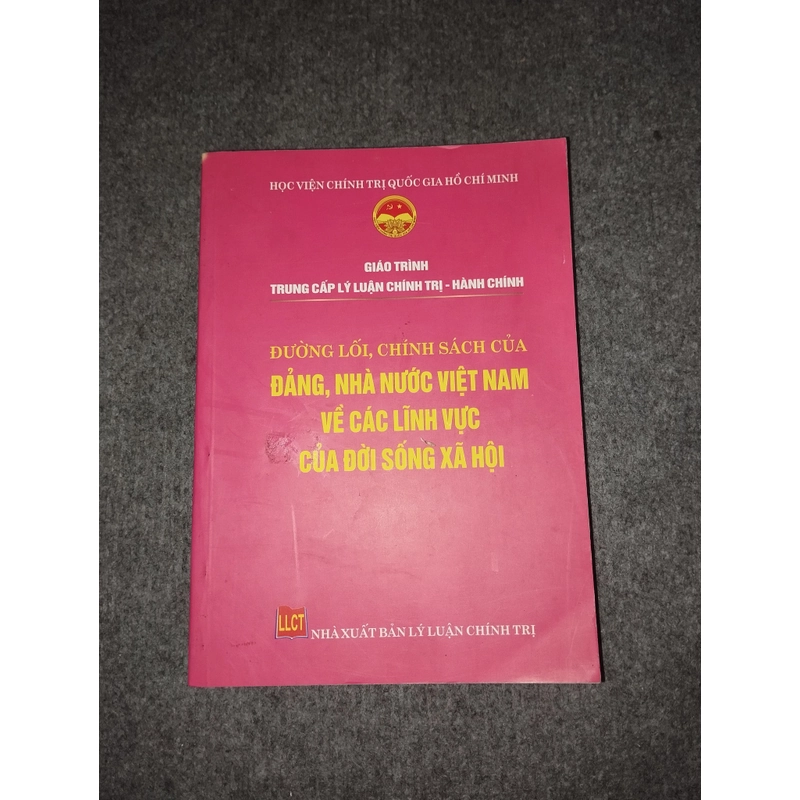 HỌC VIỆN CHÍNH TRỊ QUỐC GIA HỒ CHÍ MINH
GIÁO TRÌNH
TRUNG CẤP LÝ LUẬN CHÍNH TRỊ - HÀNH CHÍNH
ĐƯỜNG LỐI, CHÍNH SÁCH CỦA
ĐẢNG, NHÀ NƯỚC VIỆT NAM
VỀ CÁC LĨNH VỰC
CỦA ĐỜI SỐNG XÃ HỘI
LLCT NHÀ XUẤT BẢN LÝ LUẬN CHÍNH TRỊ